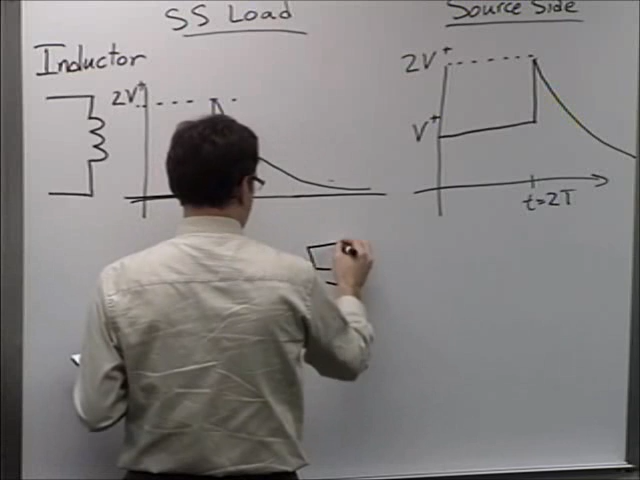 SS Load
Source Side
Inductor
2V⁺
2V⁺
V⁺
t=2T